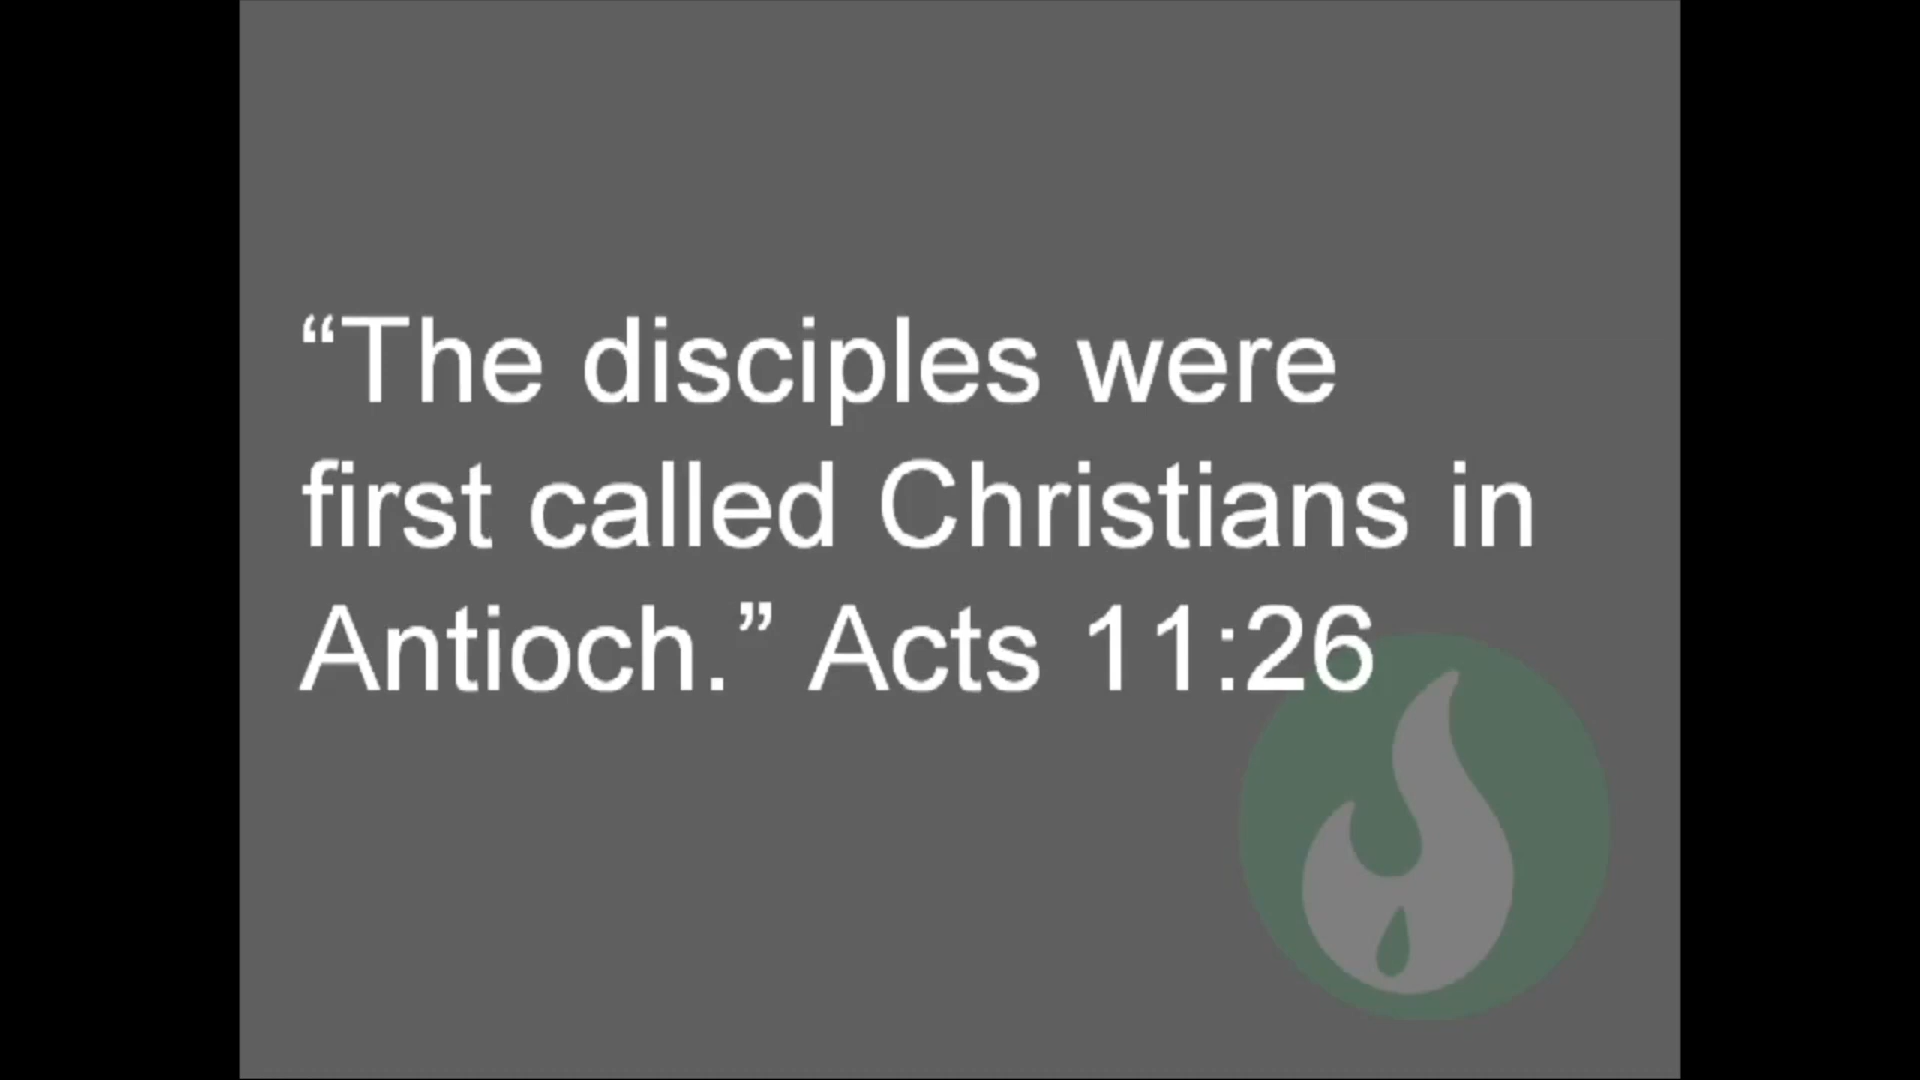 “The disciples were
first called Christians in
Antioch.” Acts 11:26